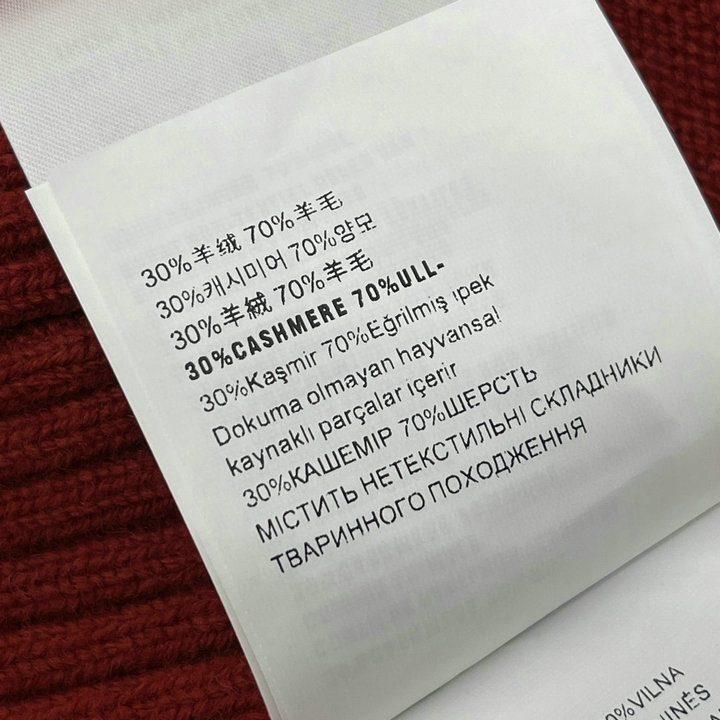 30%羊绒 70%羊毛
30%캐시미어 70%양모
30%羊絨 70%羊毛
30%CASHMERE 70%ULL-
30%Kaşmir 70%Eğrilmiş ıpek
Dokuma olmayan hayvansal
kaynaklı parçalar ıçerir
30%КАШЕМІР 70%ШЕРСТЬ
МІСТИТЬ НЕТЕКСТИЛЬНІ СКЛАДНИКИ
ТВАРИННОГО ПОХОДЖЕННЯ
VILNA